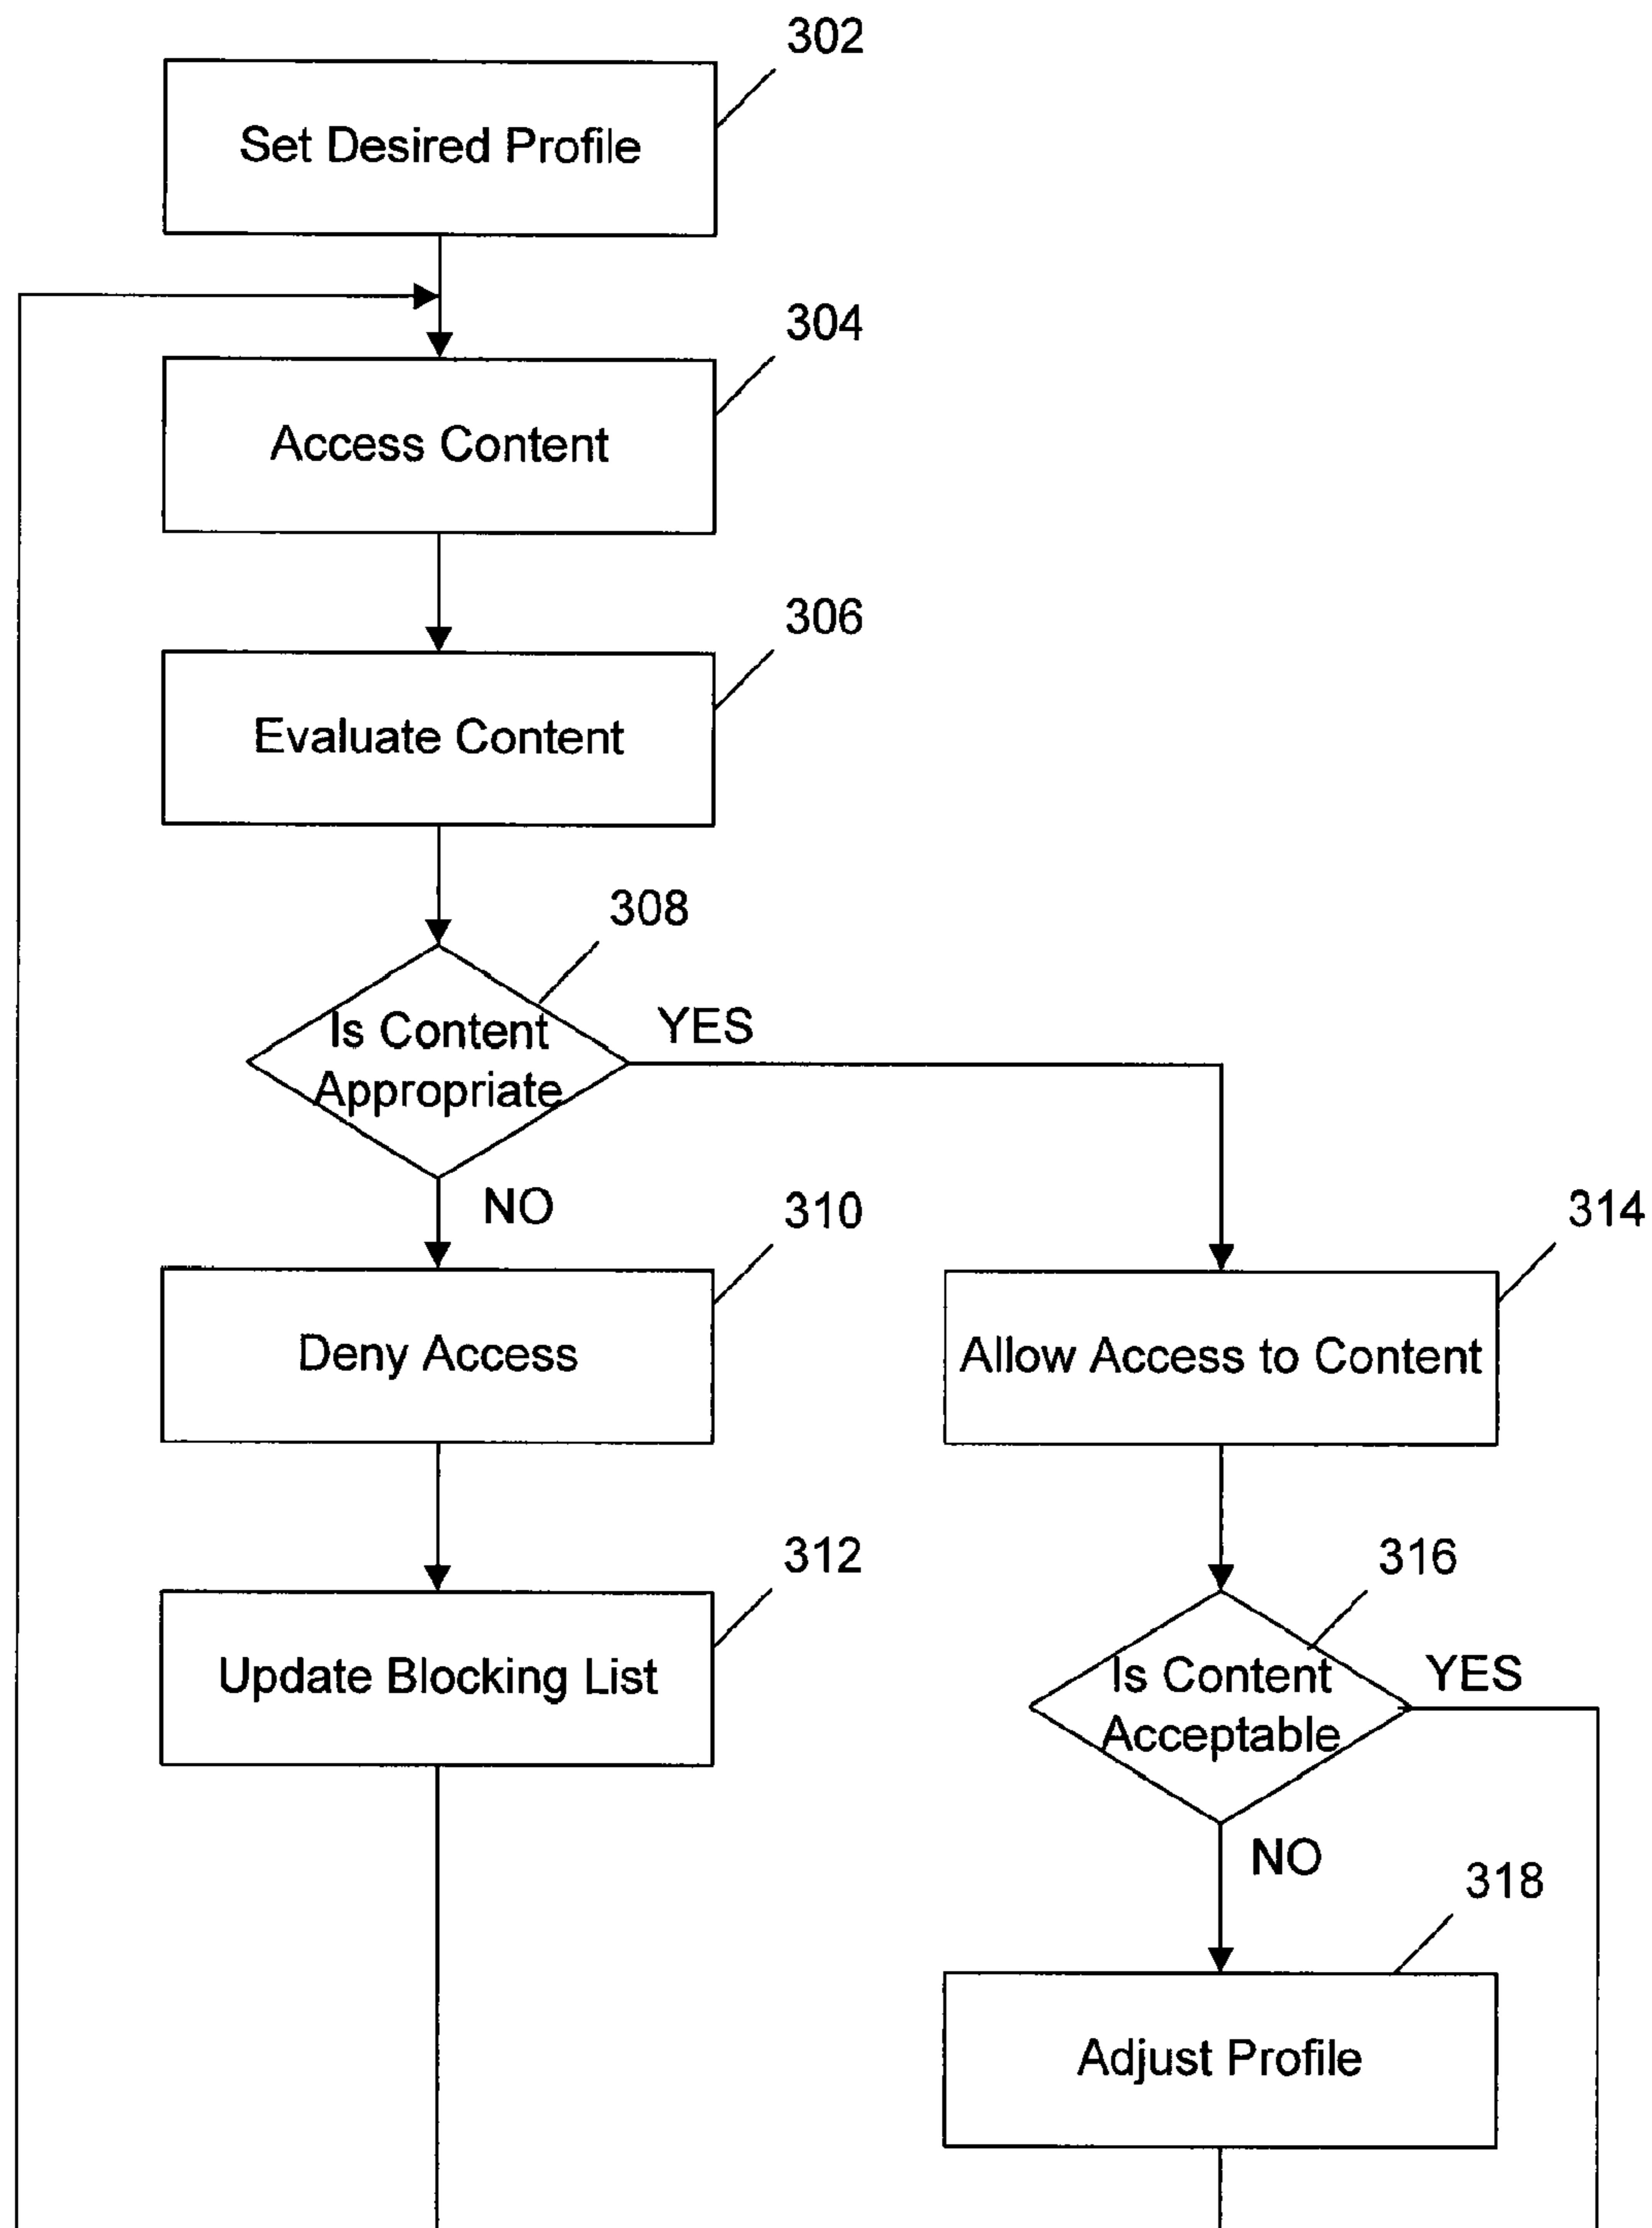 302
Set Desired Profile
304
Access Content
306
Evaluate Content
308
Is Content
Appropriate
YES
NO
310
Deny Access
314
Allow Access to Content
312
Update Blocking List
316
Is Content
Acceptable
YES
NO
318
Adjust Profile